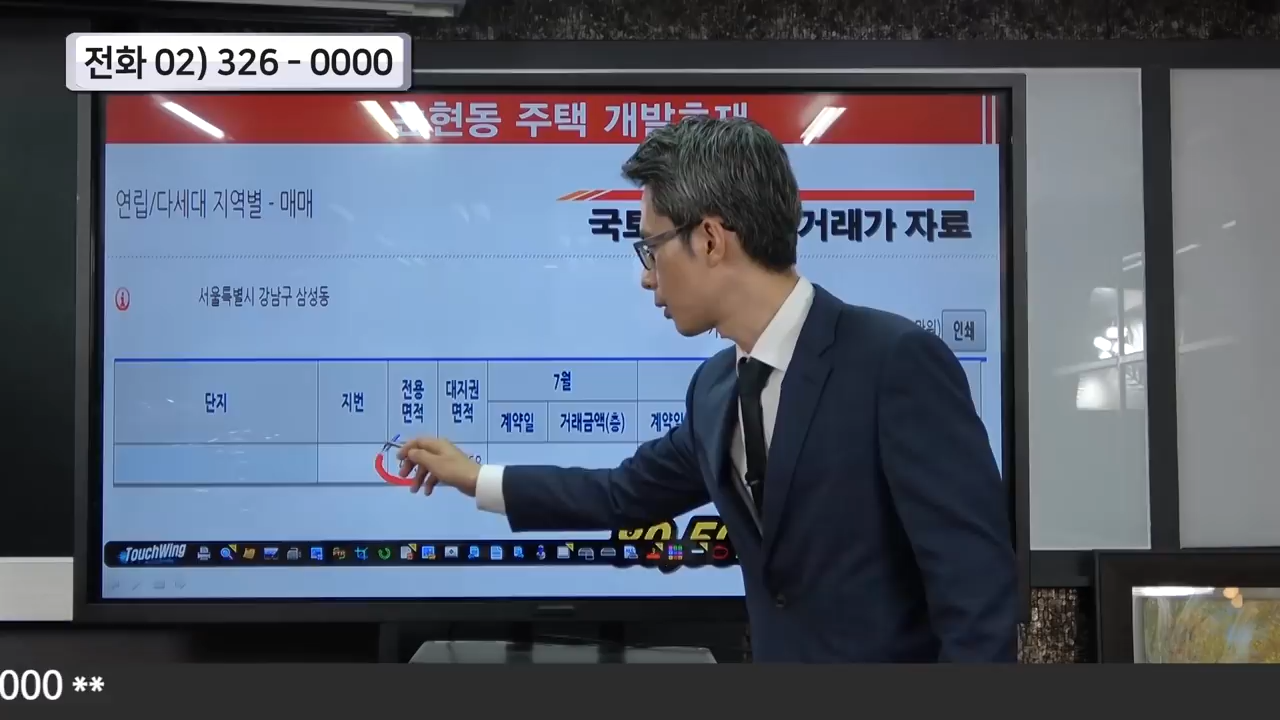 전화 02) 326 - 0000
현동 주택 개발호재
연립/다세대 지역별 - 매매
거래가 자료
서울특별시 강남구 삼성동
인쇄
단지
지번
전용
면적
대지권
면적
7월
계약일
거래금액(층)
계약일
TouchWing
000 **